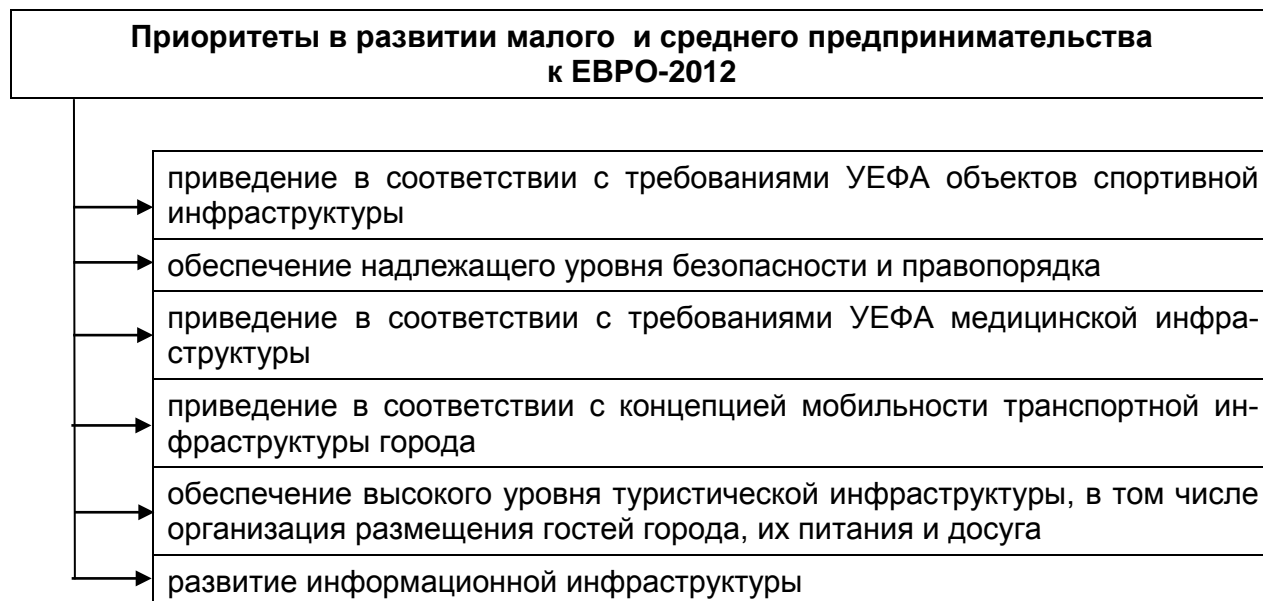 Приоритеты в развитии малого и среднего предпринимательства
к ЕВРО-2012
приведение в соответствии с требованиями УЕФА объектов спортивной
инфраструктуры
обеспечение надлежащего уровня безопасности и правопорядка
приведение в соответствии с требованиями УЕФА медицинской инфра-
структуры
приведение в соответствии с концепцией мобильности транспортной ин-
фраструктуры города
обеспечение высокого уровня туристической инфраструктуры, в том числе
организация размещения гостей города, их питания и досуга
развитие информационной инфраструктуры